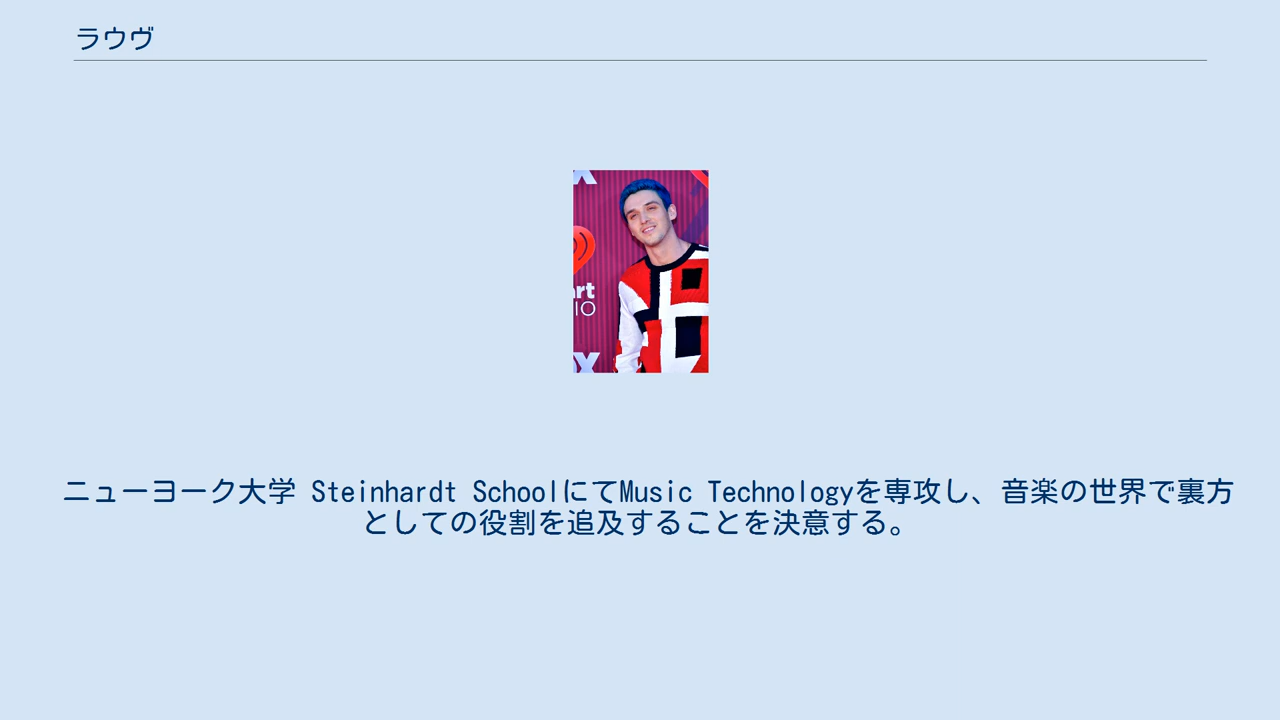 ラウヴ
X
art
IO
X
ニューヨーク大学 Steinhardt SchoolにてMusic Technologyを専攻し、音楽の世界で裏方
としての役割を追及することを決意する。